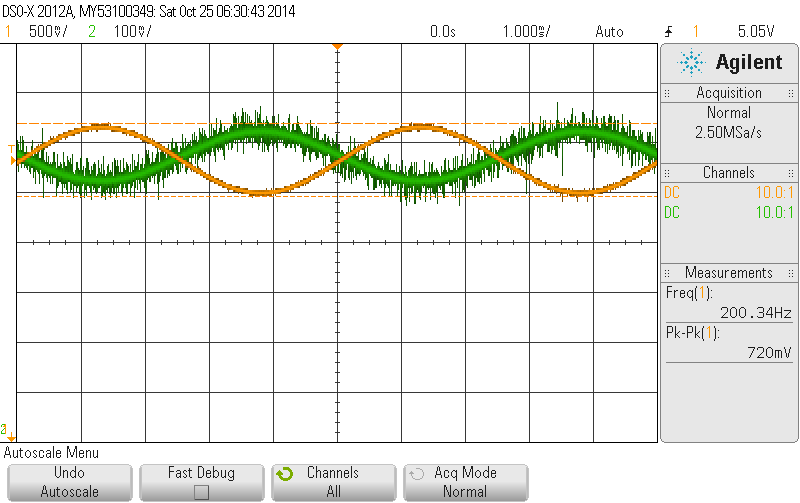 DSO-X 2012A, MY53100349: Sat Oct 25 06:30:43 2014
1 500mV/ 2 100mV/ 0.0s 1.000ms/ Auto 1 5.05V
Agilent
Acquisition
Normal
2.50MSa/s
Channels
DC 10.0:1
DC 10.0:1
Measurements
Freq(1):
200.34Hz
Pk-Pk(1):
720mV
T
2
Autoscale Menu
Undo Autoscale
Fast Debug
Channels All
Acq Mode Normal